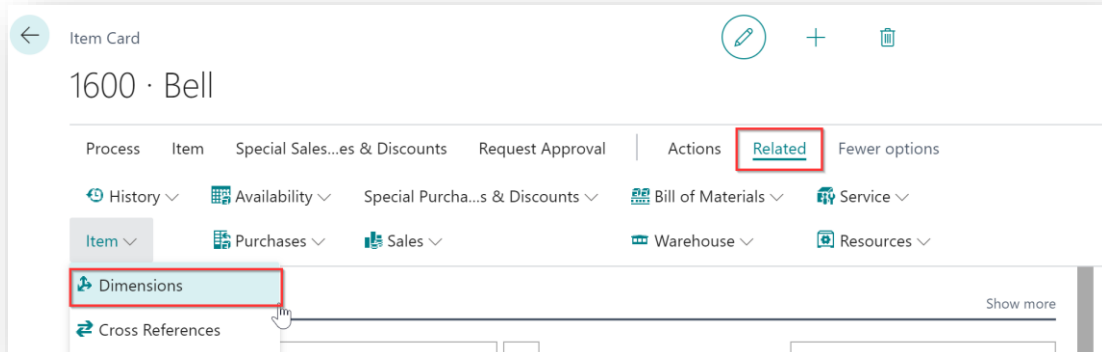 Item Card
1600 · Bell
Process Item Special Sales...es & Discounts Request Approval Actions Related Fewer options
History Availability Special Purcha...s & Discounts Bill of Materials Service
Item Purchases Sales Warehouse Resources
Dimensions
Show more
Cross References